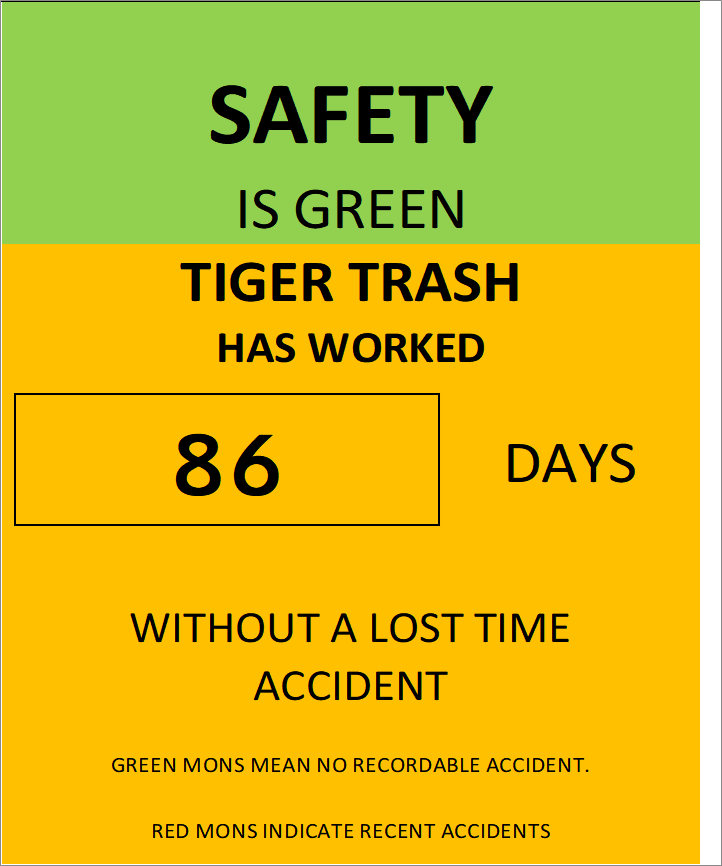 SAFETY
IS GREEN
TIGER TRASH
HAS WORKED
86 DAYS
WITHOUT A LOST TIME
ACCIDENT
GREEN MONS MEAN NO RECORDABLE ACCIDENT.
RED MONS INDICATE RECENT ACCIDENTS